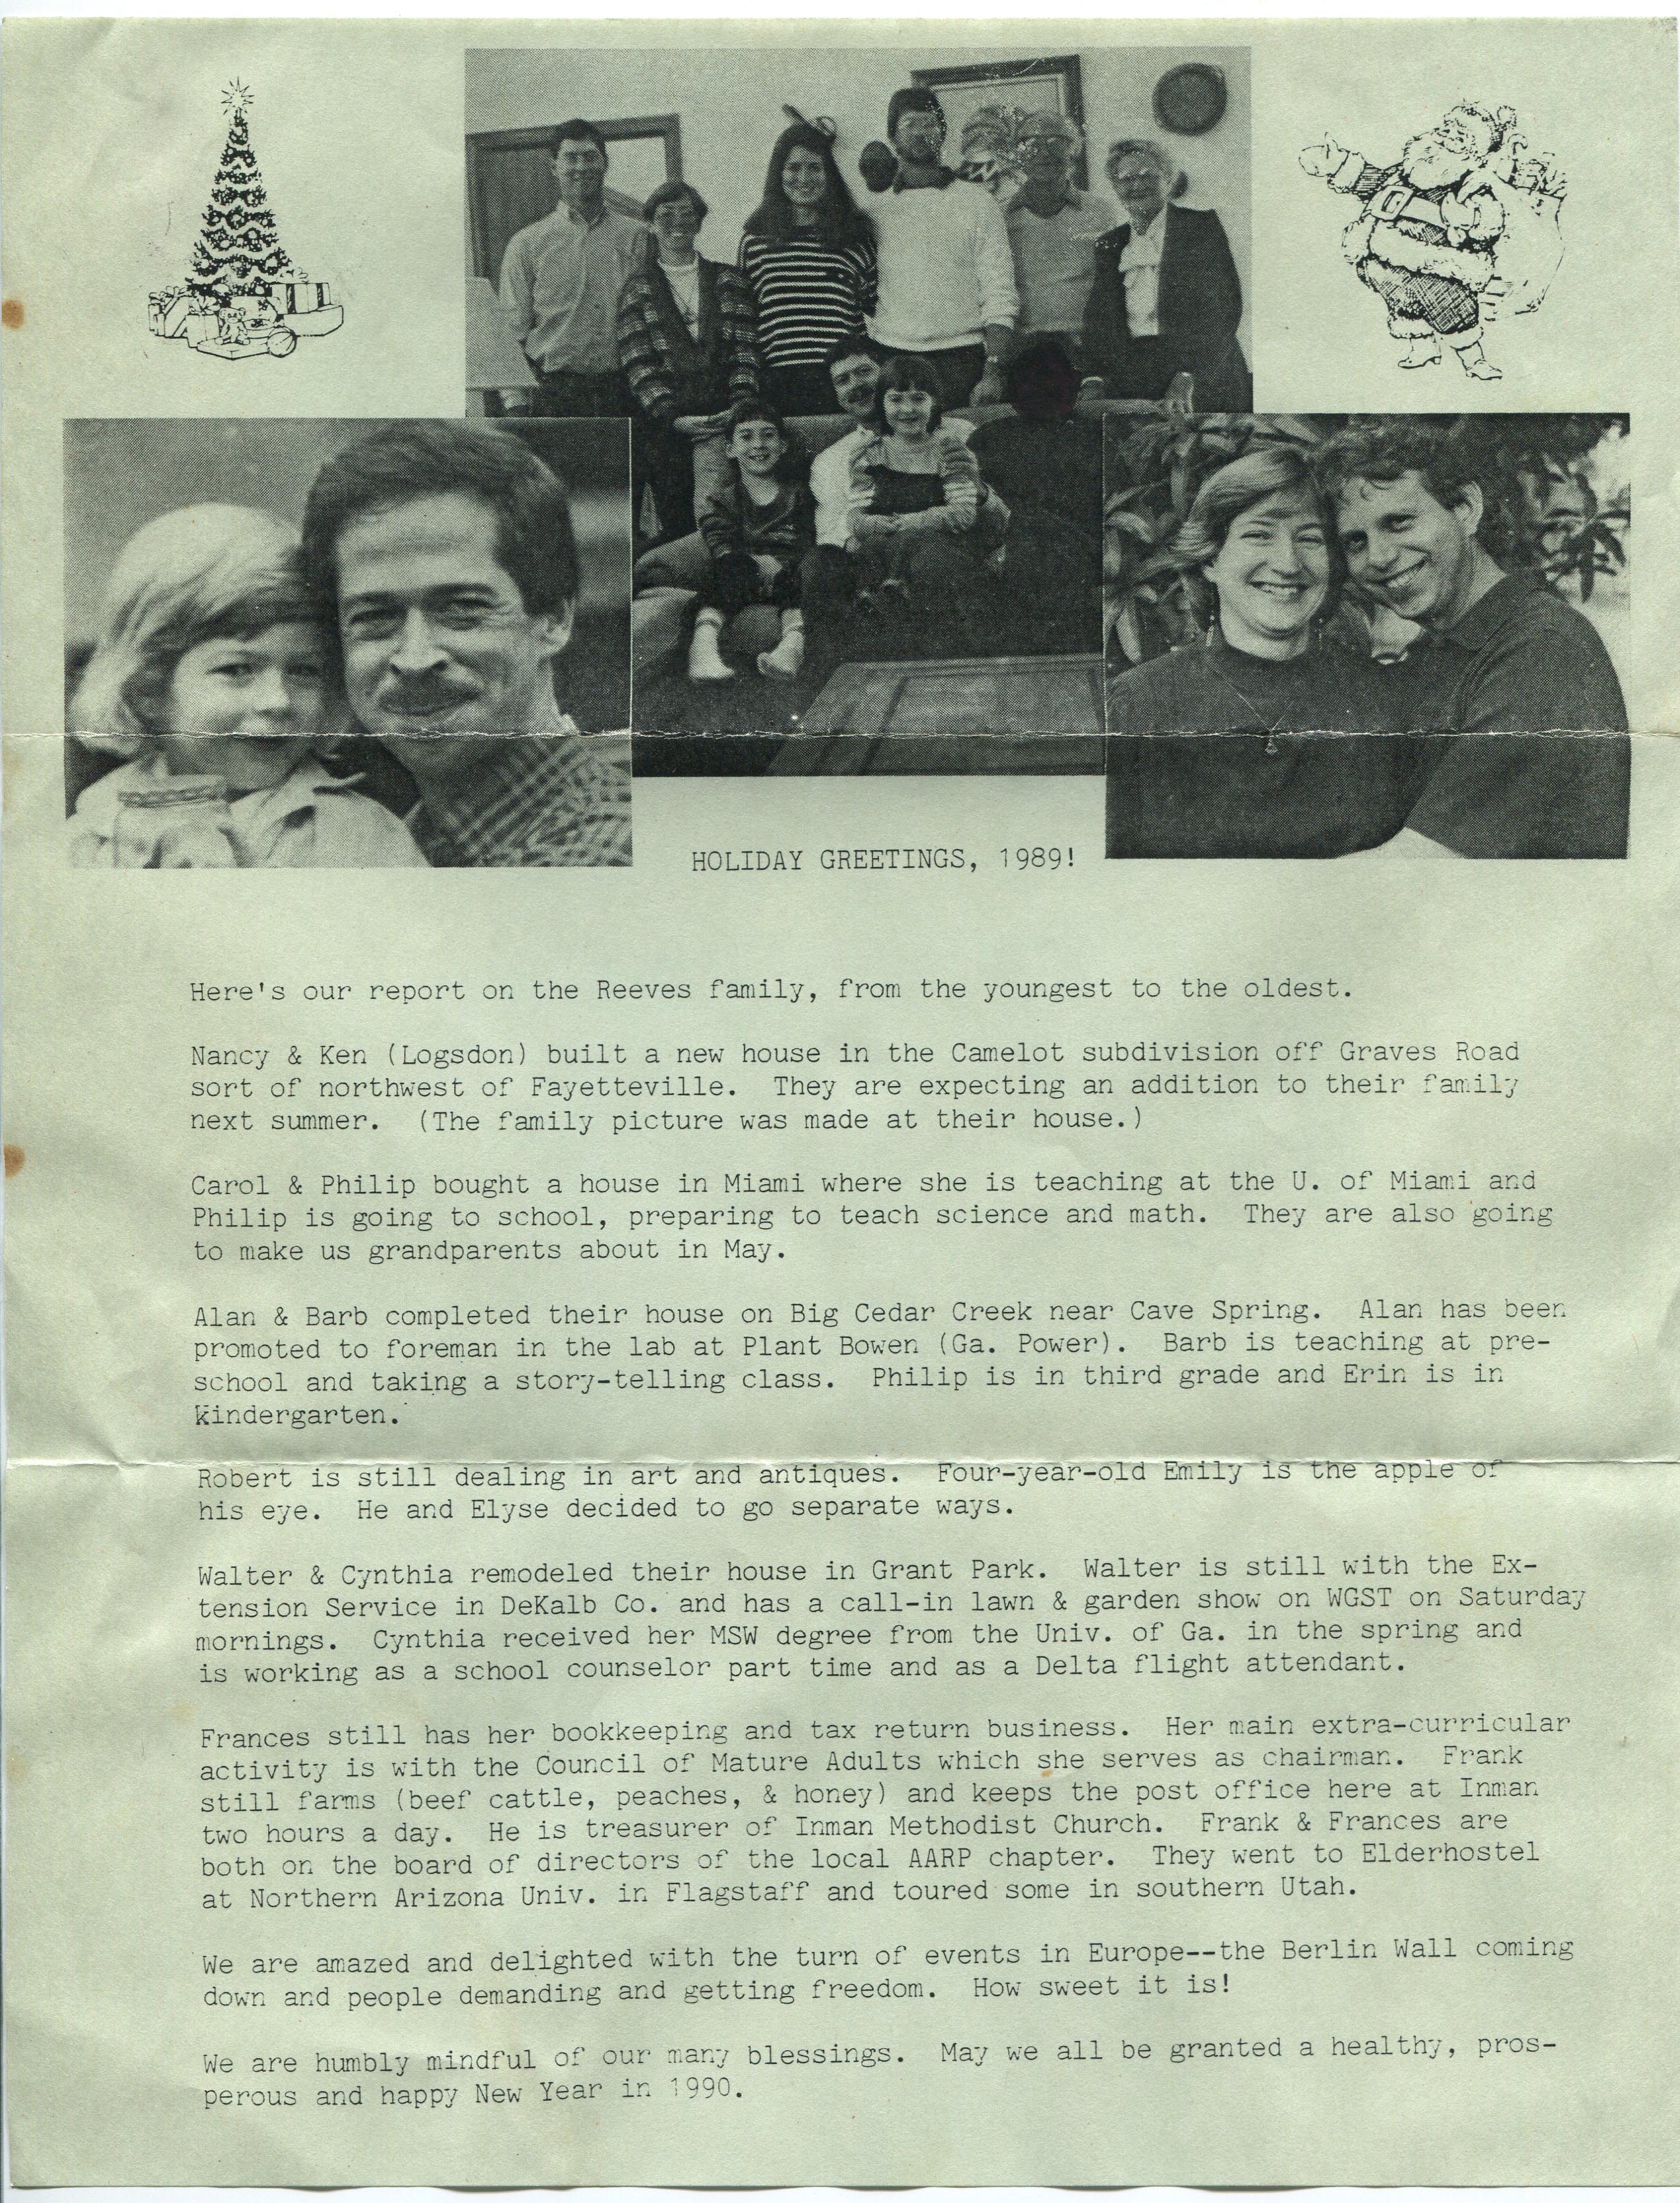 HOLIDAY GREETINGS, 1989!
Here's our report on the Reeves family, from the youngest to the oldest.
Nancy & Ken (Logsdon) built a new house in the Camelot subdivision off Graves Road
sort of northwest of Fayetteville. They are expecting an addition to their family
next summer. (The family picture was made at their house.)
Carol & Philip bought a house in Miami where she is teaching at the U. of Miami and
Philip is going to school, preparing to teach science and math. They are also going
to make us grandparents about in May.
Alan & Barb completed their house on Big Cedar Creek near Cave Spring. Alan has been
promoted to foreman in the lab at Plant Bowen (Ga. Power). Barb is teaching at pre-
school and taking a story-telling class. Philip is in third grade and Erin is in
kindergarten.
Robert is still dealing in art and antiques. Four-year-old Emily is the apple of
his eye. He and Elyse decided to go separate ways.
Walter & Cynthia remodeled their house in Grant Park. Walter is still with the Ex-
tension Service in DeKalb Co. and has a call-in lawn & garden show on WGST on Saturday
mornings. Cynthia received her MSW degree from the Univ. of Ga. in the spring and
is working as a school counselor part time and as a Delta flight attendant.
Frances still has her bookkeeping and tax return business. Her main extra-curricular
activity is with the Council of Mature Adults which she serves as chairman. Frank
still farms (beef cattle, peaches, & honey) and keeps the post office here at Inman
two hours a day. He is treasurer of Inman Methodist Church. Frank & Frances are
both on the board of directors of the local AARP chapter. They went to Elderhostel
at Northern Arizona Univ. in Flagstaff and toured some in southern Utah.
We are amazed and delighted with the turn of events in Europe--the Berlin Wall coming
down and people demanding and getting freedom. How sweet it is!
We are humbly mindful of our many blessings. May we all be granted a healthy, pros-
perous and happy New Year in 1990.